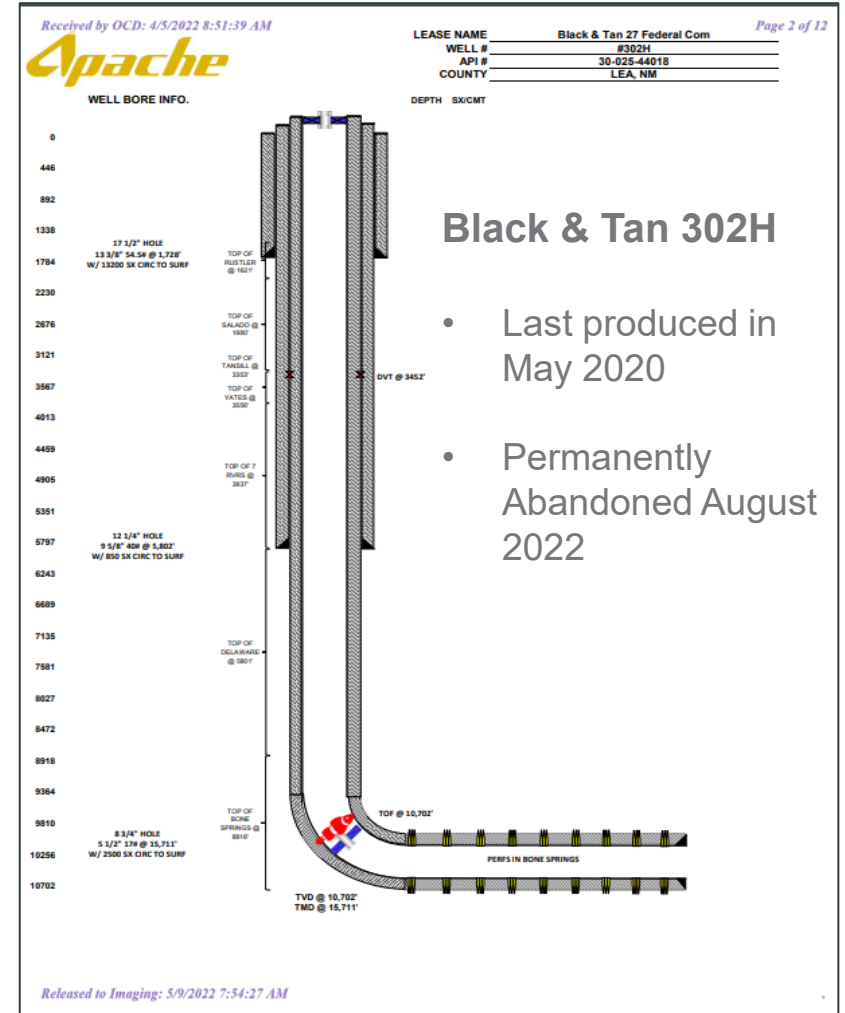 Received by OCD: 4/5/2022 8:51:39 AM
Page 2 of 12
Apache
LEASE NAME Black & Tan 27 Federal Com
WELL # #302H
API # 30-025-44018
COUNTY LEA, NM
WELL BORE INFO.
DEPTH SX/CMT
0
446
892
1338
1784
2230
2676
3121
3567
4013
4459
4905
5351
5797
6243
6689
7135
7581
8027
8472
8918
9364
9810
10256
10702
17 1/2" HOLE
13 3/8" 54.5# @ 1,728'
W/ 13200 SX CIRC TO SURF
12 1/4" HOLE
9 5/8" 40# @ 5,802'
W/ 850 SX CIRC TO SURF
8 3/4" HOLE
5 1/2" 17# @ 15,711'
W/ 2500 SX CIRC TO SURF
TOP OF
RUSTLER
@ 1621'
TOP OF
SALADO @
1980'
TOP OF
TANSILL @
3353'
TOP OF
YATES @
3556'
TOP OF 7
RVRS @
3837'
TOP OF
DELAWARE
@ 5801'
TOP OF
BONE
SPRINGS @
8816'
DVT @ 3452'
TOF @ 10,702'
PERFS IN BONE SPRINGS
TVD @ 10,702'
TMD @ 15,711'
Black & Tan 302H
• Last produced in
May 2020
• Permanently
Abandoned August
2022
Released to Imaging: 5/9/2022 7:54:27 AM